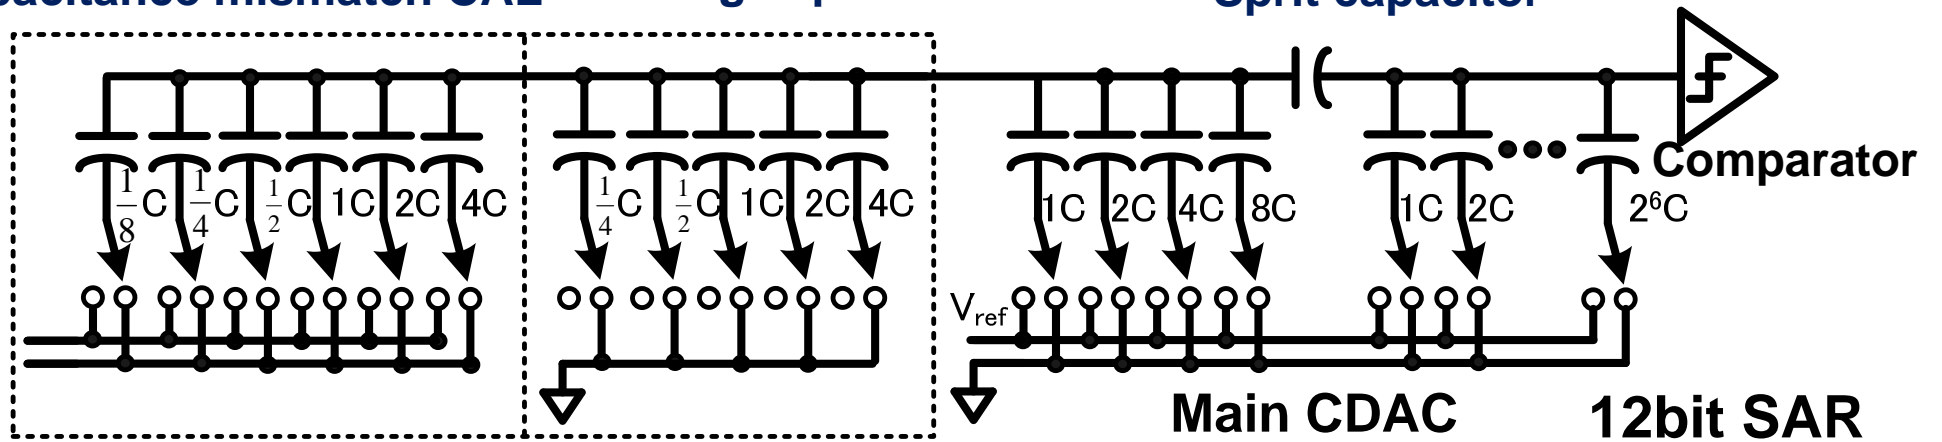 Sprit capacitor
1/8C 1/4C 1/2C 1C 2C 4C 1/4C 1/2C 1C 2C 4C 1C 2C 4C 8C 1C 2C 2⁶C
Comparator
Vref
Main CDAC 12bit SAR